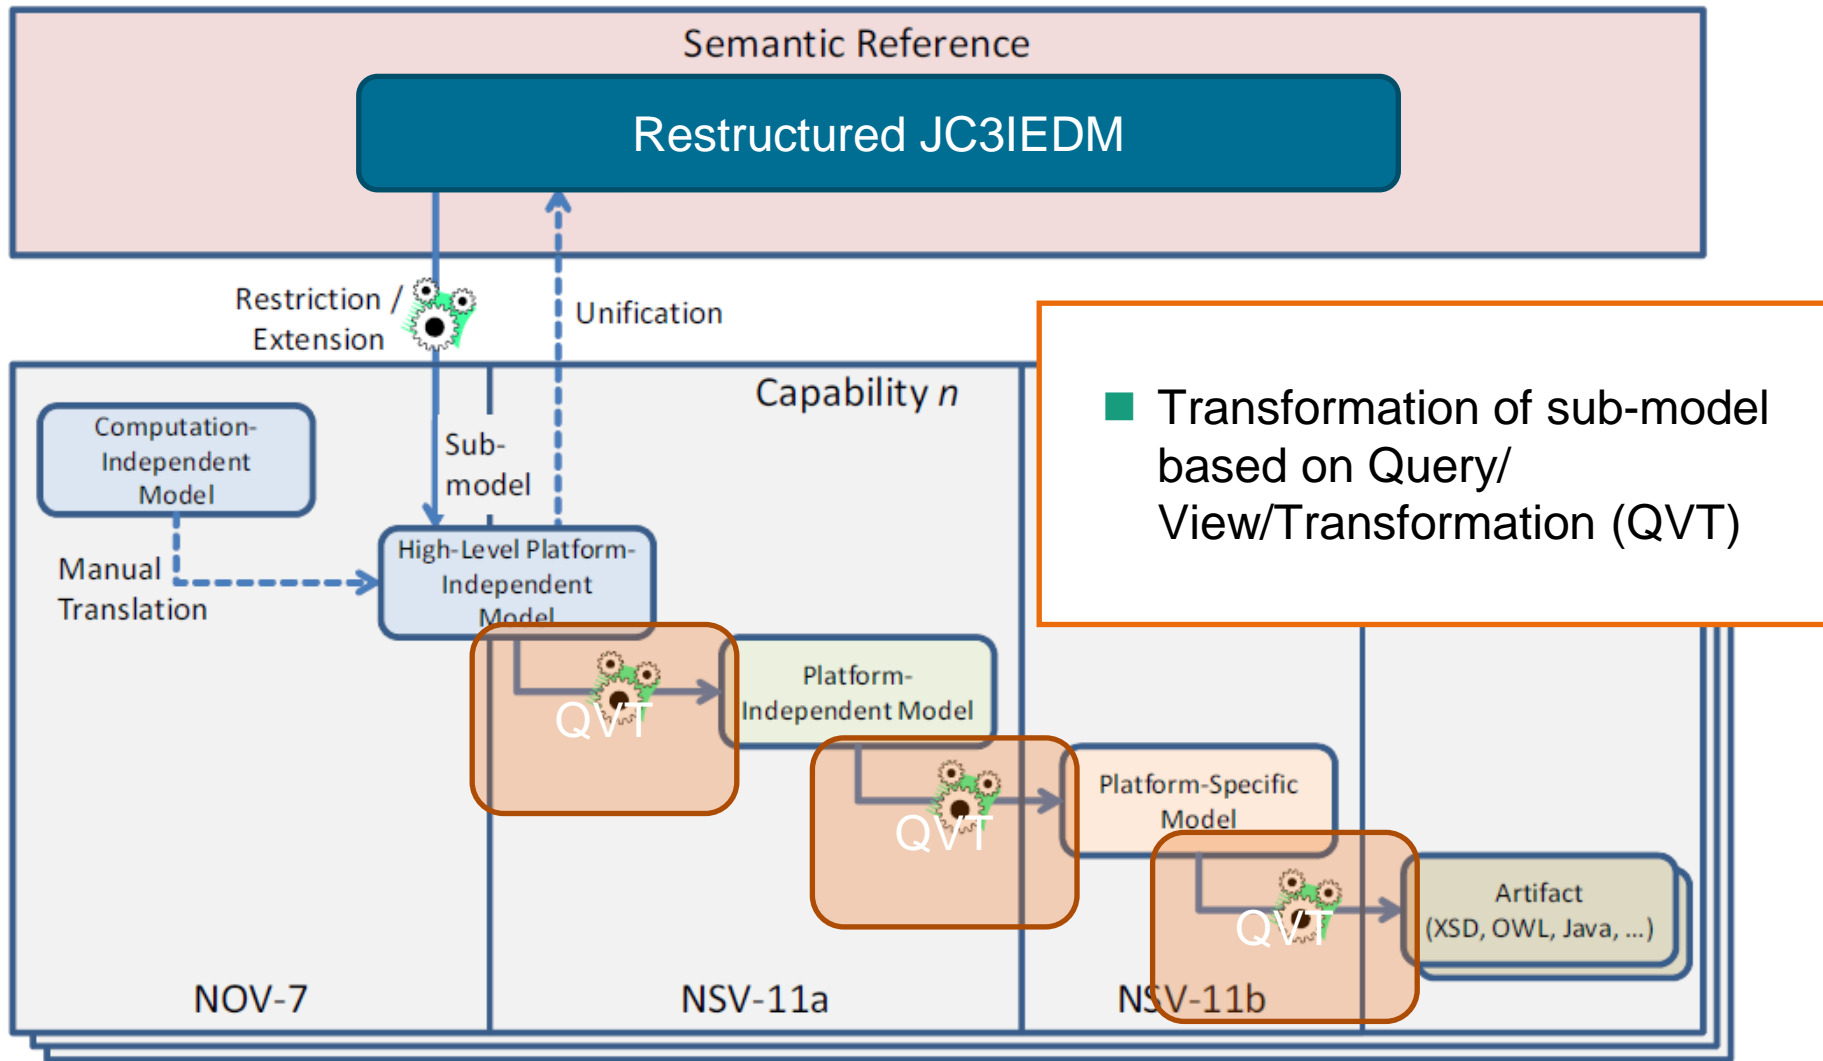 Semantic Reference
Restructured JC3IEDM
Restriction /
Extension
Unification
Capability n
Computation-
Independent
Model
Sub-
model
Manual
Translation
High-Level Platform-
Independent
Model
■ Transformation of sub-model
based on Query/
View/Transformation (QVT)
QVT
Platform-
Independent Model
QVT
Platform-Specific
Model
QVT
Artifact
(XSD, OWL, Java, ...)
NOV-7
NSV-11a
NSV-11b